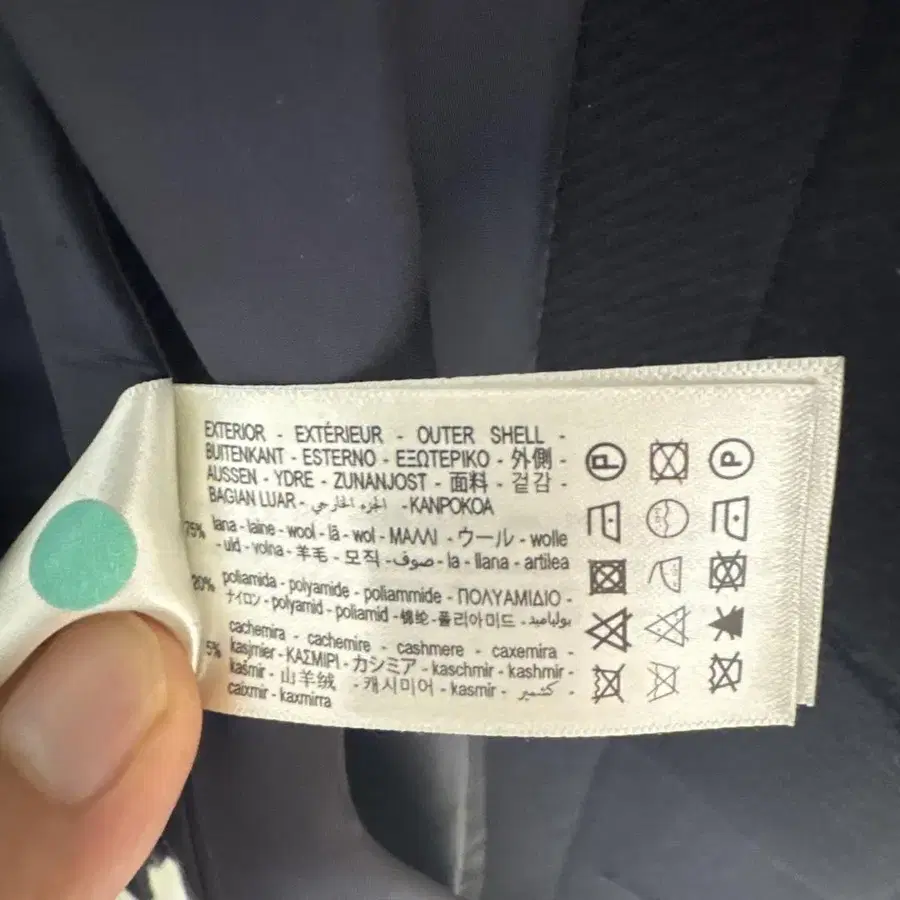 EXTERIOR - EXTÉRIEUR - OUTER SHELL -
BUITENKANT - ESTERNO - ΕΞΩΤΕΡΙΚΟ - 外側 -
AUSSEN - YDRE - ZUNANJOST - 面料 - 겉감 -
BAGIAN LUAR - الجزء الخارجي - KANPOKOA
75% lana - laine - wool - lã - wol - ΜΑΛΛΙ - ウール - wolle
- uld - volna - 羊毛 - 모직 - صوف - la - llana - artilea
20% poliamida - polyamide - poliammide - ΠΟΛΥΑΜΙΔΙΟ -
ナイロン - polyamid - poliamid - 锦纶 - 폴리아미드 - بولياميد
cachemira - cachemire - cashmere - caxemira -
5% kasjmier - ΚΑΣΜΙΡΙ - カシミア - kaschmir - kashmir -
kašmir - 山羊绒 - 캐시미어 - kasmir - كشمير -
caixmir - kaxmirra
P P